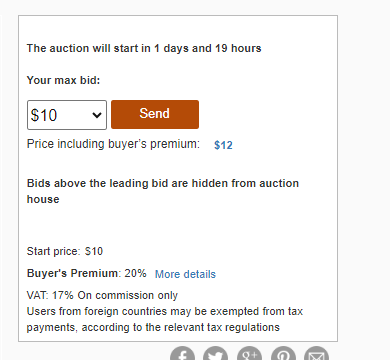 The auction will start in 1 days and 19 hours
Your max bid:
$10 Send
Price including buyer's premium: $12
Bids above the leading bid are hidden from auction
house
Start price: $10
Buyer's Premium: 20% More details
VAT: 17% On commission only
Users from foreign countries may be exempted from tax
payments, according to the relevant tax regulations